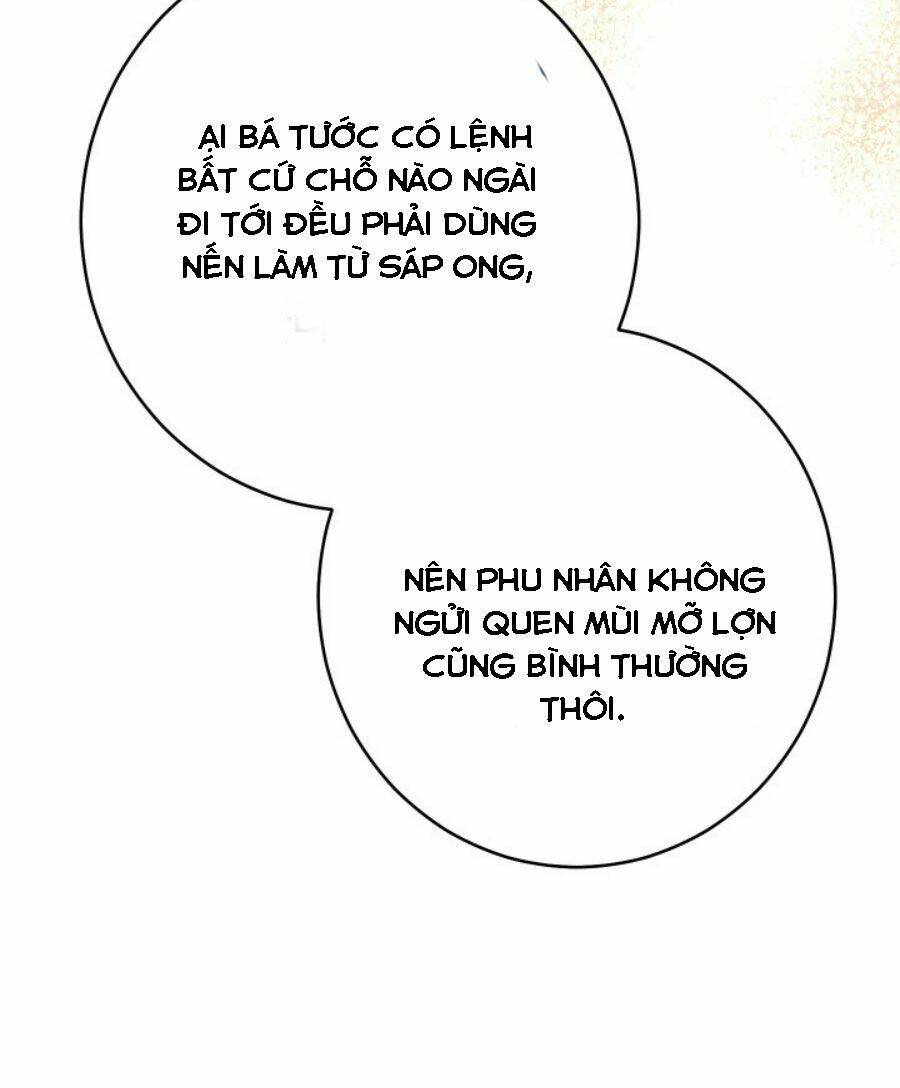 ẠI BÁ TƯỚC CÓ LỆNH
BẤT CỨ CHỖ NÀO NGÀI
ĐI TỚI ĐỀU PHẢI DÙNG
NẾN LÀM TỪ SÁP ONG,
NÊN PHU NHÂN KHÔNG
NGỬI QUEN MÙI MỠ LỢN
CŨNG BÌNH THƯỜNG
THÔI.